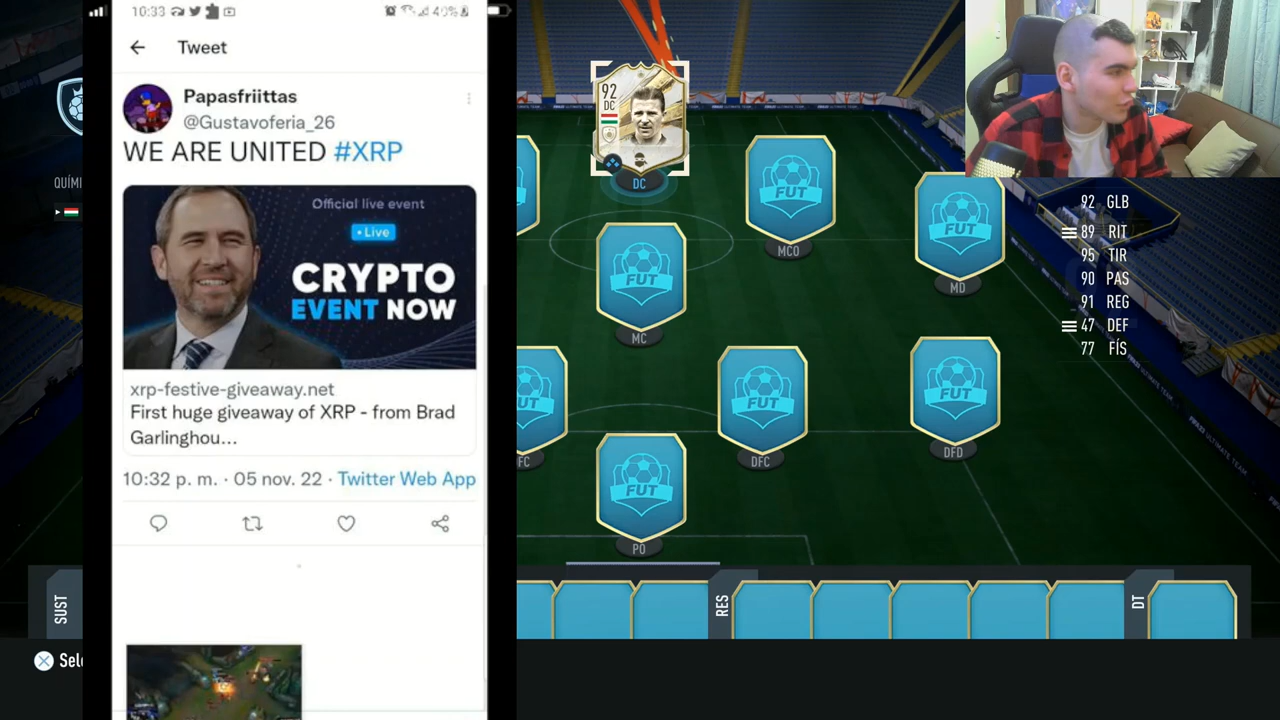 10:33
40%
Tweet
Papasfriittas
@Gustavoferia_26
WE ARE UNITED #XRP
Official live event
• Live
CRYPTO
EVENT NOW
xrp-festive-giveaway.net
First huge giveaway of XRP - from Brad
Garlinghou...
10:32 p. m. · 05 nov. 22 · Twitter Web App
QUÍMI
92
DC
DC
FUT
MCO
FUT
MD
FUT
MC
UT
FC
FUT
DFC
FUT
DFD
FUT
PO
92 GLB
89 RIT
95 TIR
90 PAS
91 REG
47 DEF
77 FÍS
SUST
RES
DT
Sele